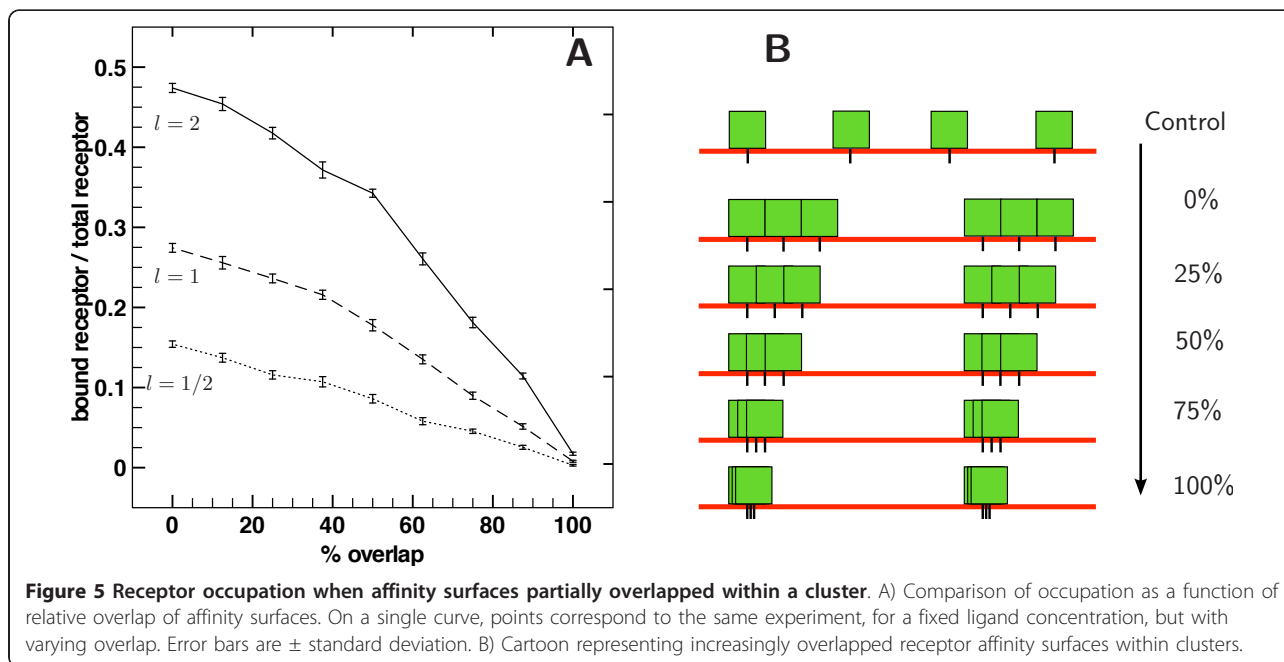 A
0.5
0.4
0.3
0.2
0.1
0
bound receptor / total receptor
l = 2
l = 1
l = 1/2
0 20 40 60 80 100
% overlap
B
Control
0%
25%
50%
75%
100%
Figure 5 Receptor occupation when affinity surfaces partially overlapped within a cluster. A) Comparison of occupation as a function of
relative overlap of affinity surfaces. On a single curve, points correspond to the same experiment, for a fixed ligand concentration, but with
varying overlap. Error bars are ± standard deviation. B) Cartoon representing increasingly overlapped receptor affinity surfaces within clusters.